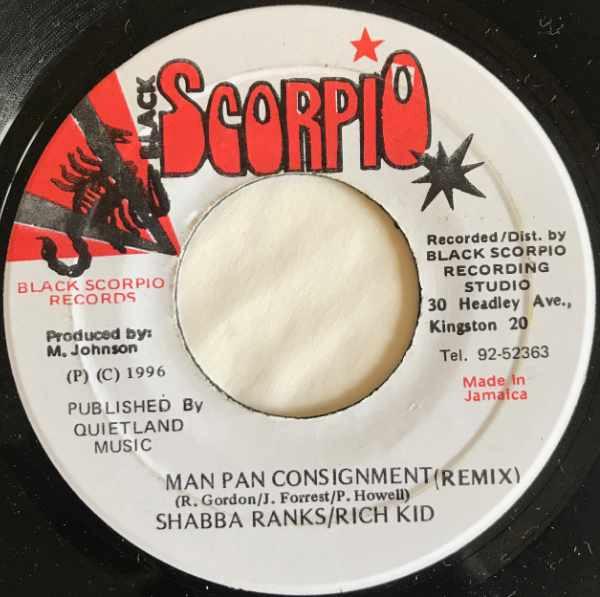 BLACK
SCORPIO
BLACK SCORPIO
RECORDS
Produced by:
M. Johnson
(P) (C) 1996
PUBLISHED By
QUIETLAND
MUSIC
Recorded/Dist. by
BLACK SCORPIO
RECORDING
STUDIO
30 Headley Ave.,
Kingston 20
Tel. 92-52363
Made in
Jamaica
MAN PAN CONSIGNMENT (REMIX)
(R. Gordon/J. Forrest/P. Howell)
SHABBA RANKS/RICH KID